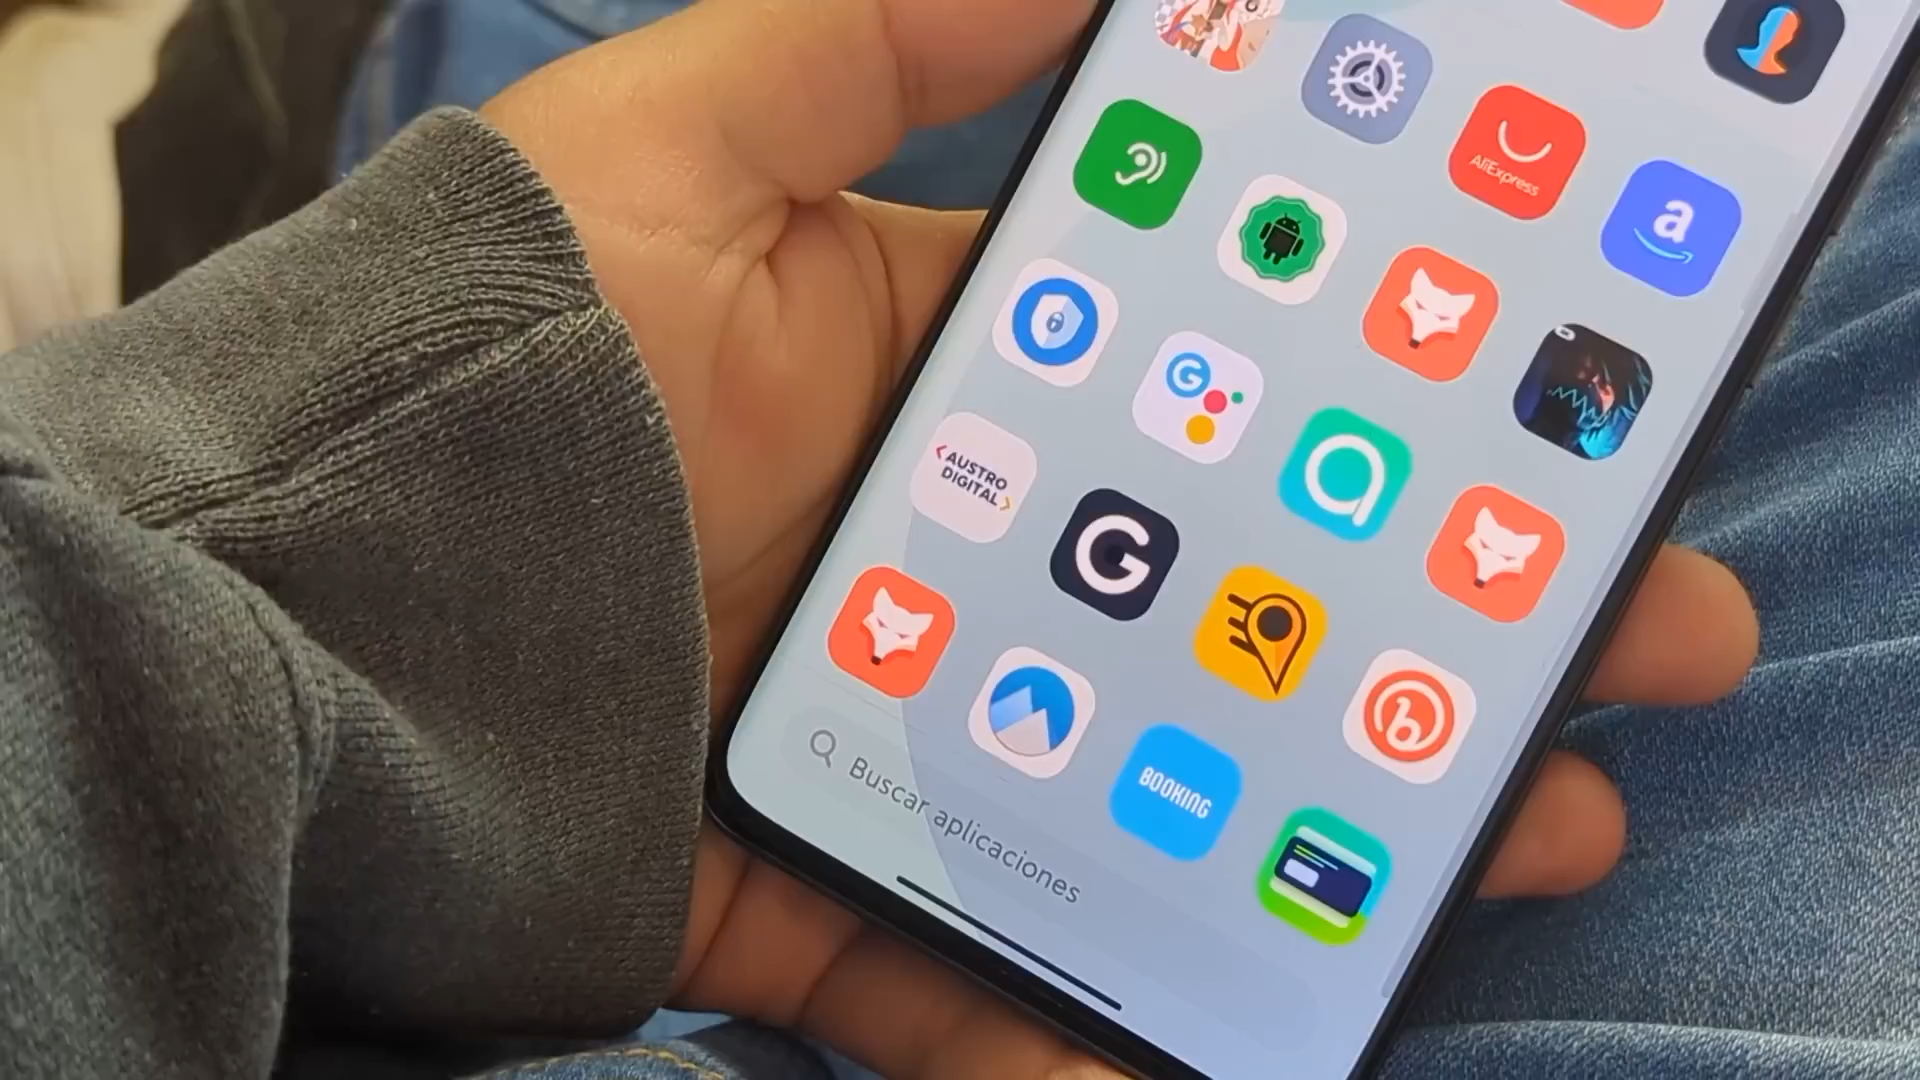 AliExpress
a
G
AUSTRO
DIGITAL
a
G
b
BOOKING
Buscar aplicaciones